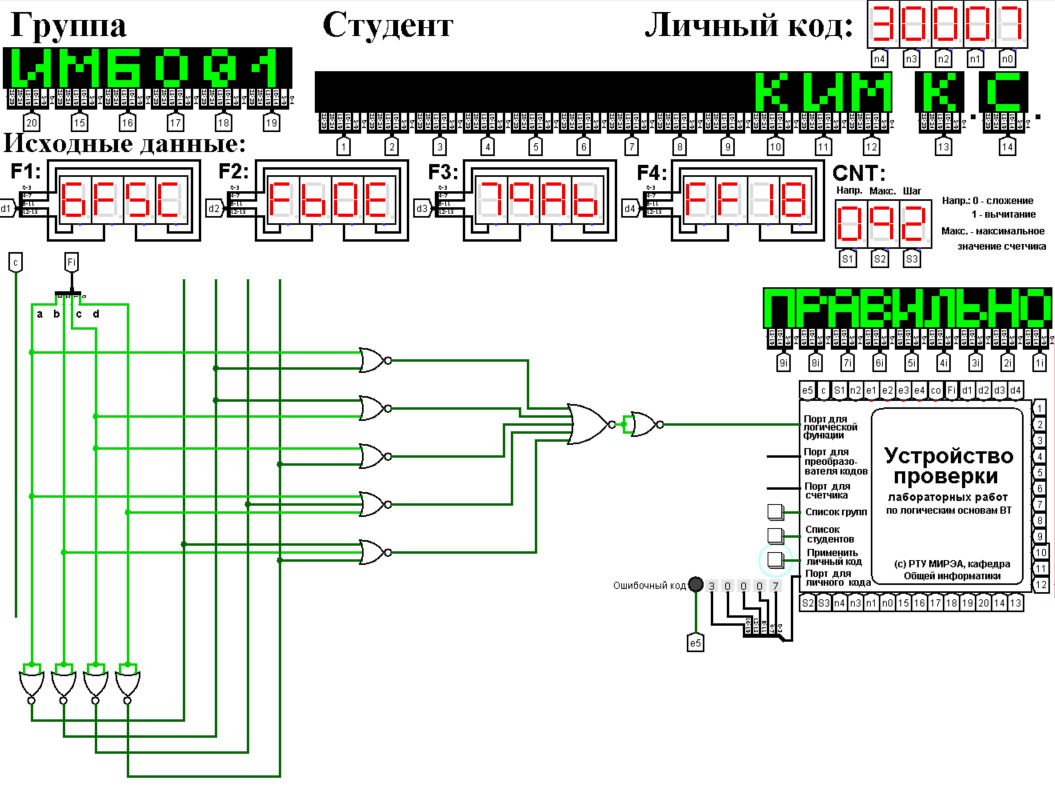 Группа
Студент
Личный код:
30007
n4 n3 n2 n1 n0
ИМБО01
КИМ К. С.
20 15 16 17 18 19
1 2 3 4 5 6 7 8 9 10 11 12 13 14
Исходные данные:
F1: 6F5C
F2: Fb0E
F3: 79Ab
F4: FF18
CNT:
Напр. Макс. Шаг
092
d1 d2 d3 d4
S1 S2 S3
Напр.: 0 - сложение
1 - вычитание
Макс. - максимальное
значение счетчика
c Fi
a b c d
ПРАВИЛЬНО
9i 8i 7i 6i 5i 4i 3i 2i 1i
e5 c S1 n2 e1 e2 e3 e4 co Fi d1 d2 d3 d4
Порт для
логической
функции
Порт для
преобразо-
вателя кодов
Порт для
счетчика
Список групп
Список
студентов
Применить
личный код
Порт для
личного кода
Устройство
проверки
лабораторных работ
по логическим основам ВТ
(с) РТУ МИРЭА, кафедра
Общей информатики
1
2
3
4
5
6
7
8
9
10
11
12
Ошибочный код
3 0 0 0 7
e5
S2 S3 n4 n3 n1 n0 15 16 17 18 19 20 14 13